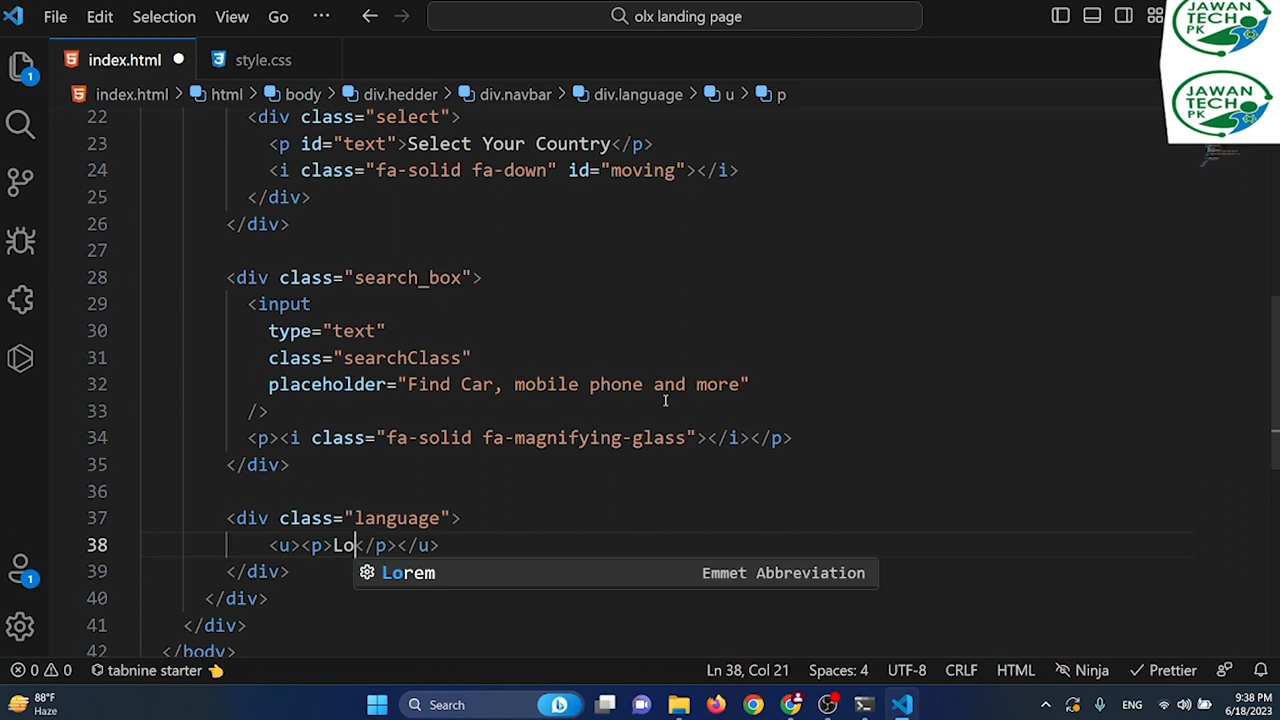 File Edit Selection View Go ··· olx landing page
JAWAN
TECH
PK
JAWAN
TECH
PK
index.html style.css
index.html > html > body > div.hedder > div.navbar > div.language > u > p
22 <div class="select">
23 <p id="text">Select Your Country</p>
24 <i class="fa-solid fa-down" id="moving"></i>
25 </div>
26 </div>
27
28 <div class="search_box">
29 <input
30 type="text"
31 class="searchClass"
32 placeholder="Find Car, mobile phone and more"
33 />
34 <p><i class="fa-solid fa-magnifying-glass"></i></p>
35 </div>
36
37 <div class="language">
38 <u><p>Lo</p></u>
39 </div>
Lorem Emmet Abbreviation
40 </div>
41 </div>
42 </body>
1
1
0 0 tabnine starter Ln 38, Col 21 Spaces: 4 UTF-8 CRLF HTML Ninja Prettier
88°F
Haze
Search
ENG
9:38 PM
6/18/2023